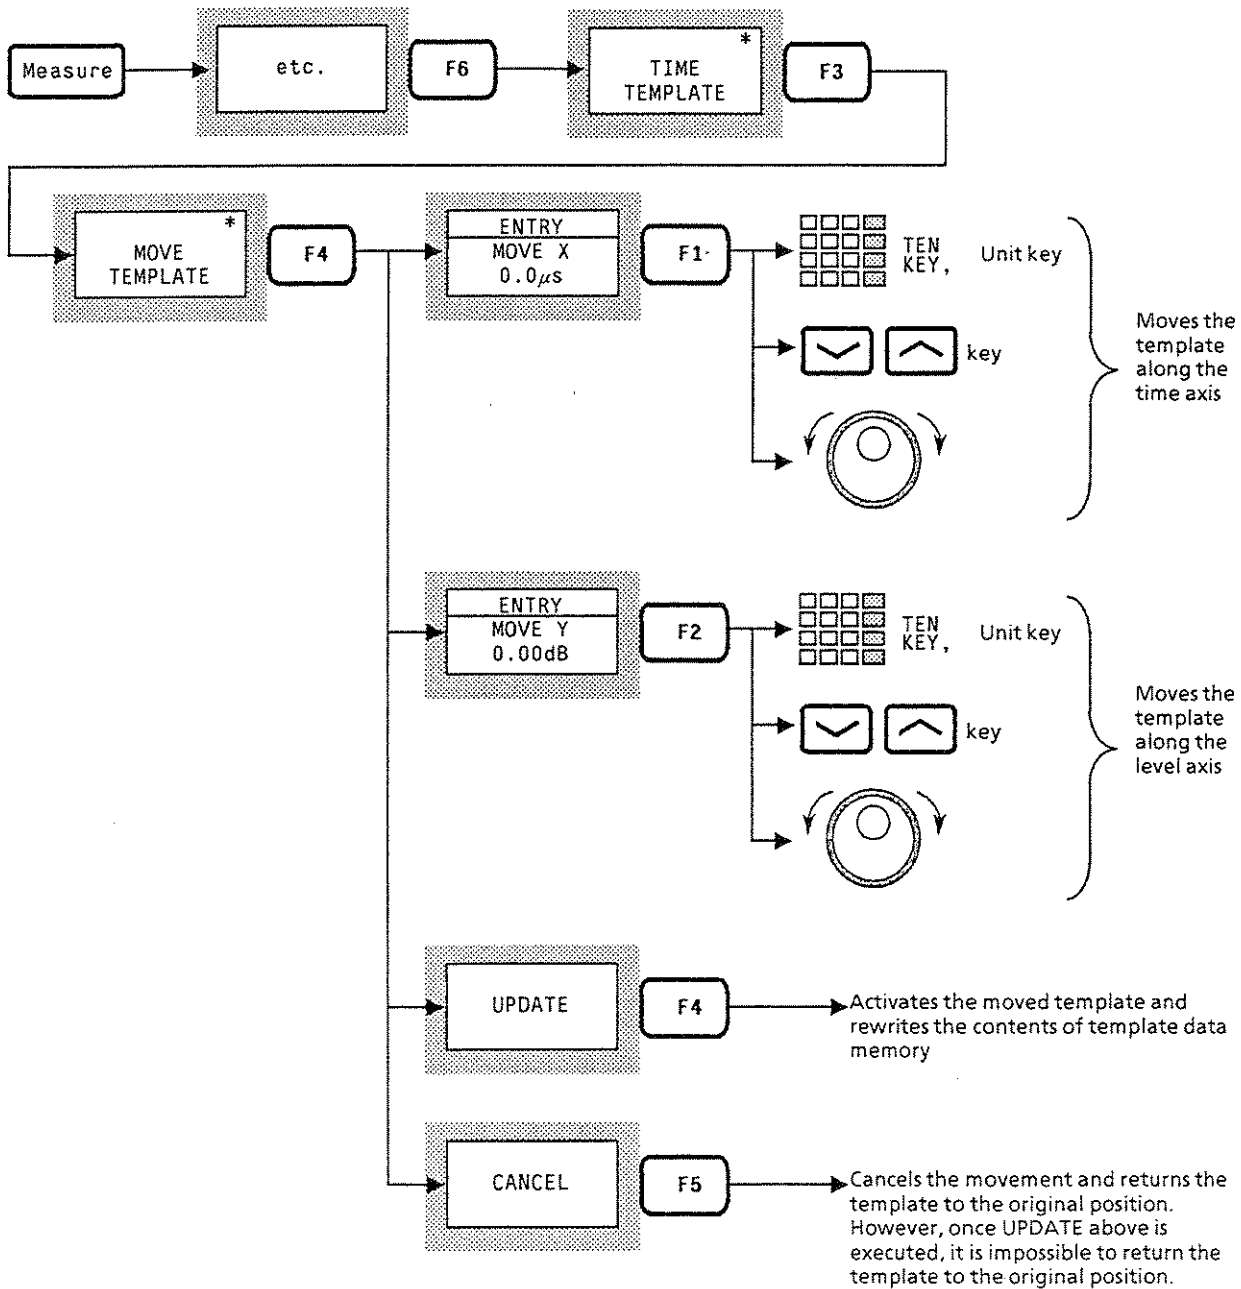 Measure
etc.
F6
*
TIME
TEMPLATE
F3
*
MOVE
TEMPLATE
F4
ENTRY
MOVE X
0.0μs
F1
TEN
KEY,
Unit key
key
Moves the
template
along the
time axis
ENTRY
MOVE Y
0.00dB
F2
TEN
KEY,
Unit key
key
Moves the
template
along the
level axis
UPDATE
F4
Activates the moved template and
rewrites the contents of template data
memory
CANCEL
F5
Cancels the movement and returns the
template to the original position.
However, once UPDATE above is
executed, it is impossible to return the
template to the original position.